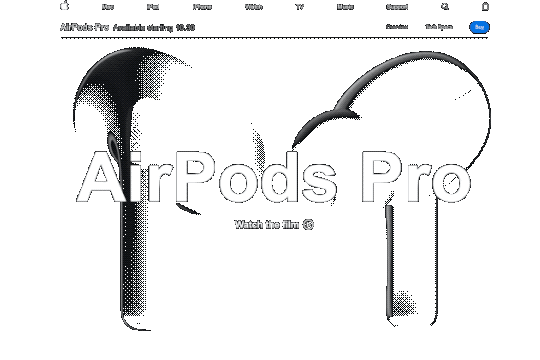 Mac iPad iPhone Watch TV Music Support
AirPods Pro Available starting 10.30
Overview Tech Specs Buy
AirPods Pro
Watch the film